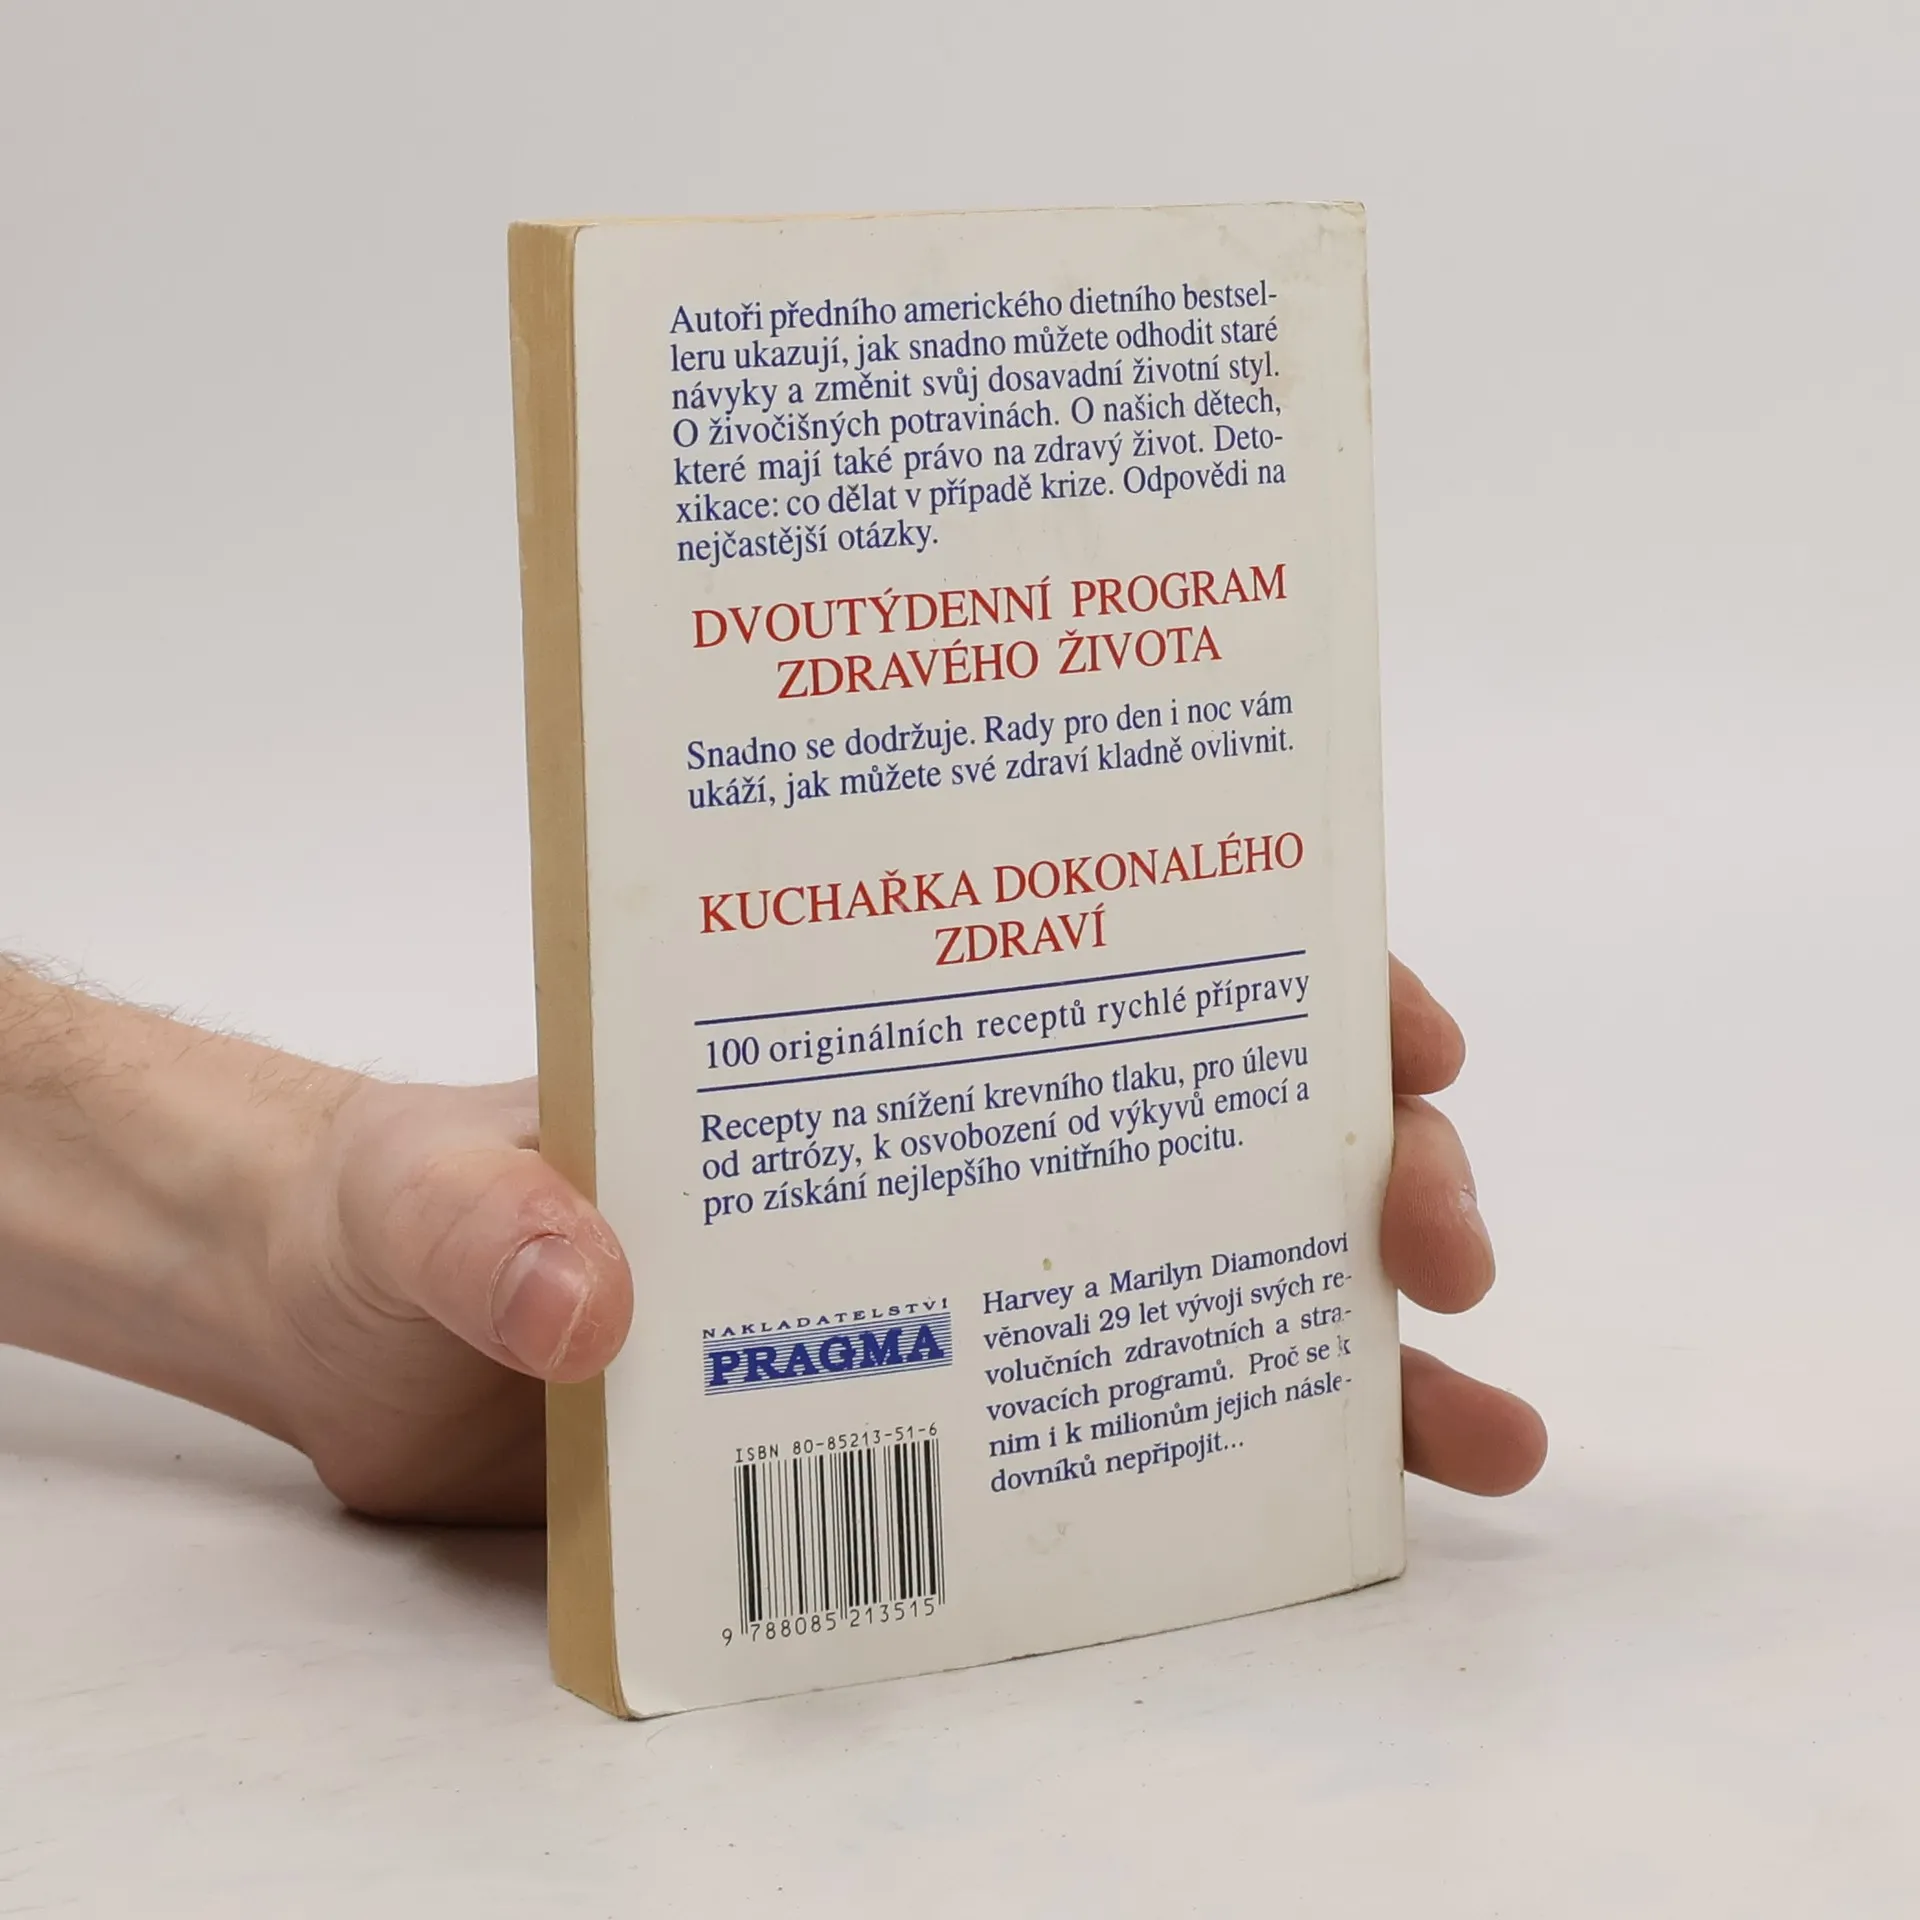 Autoři předního amerického dietního bestsel-
leru ukazují, jak snadno můžete odhodit staré
návyky a změnit svůj dosavadní životní styl.
O živočišných potravinách. O našich dětech,
které mají také právo na zdravý život. Deto-
xikace: co dělat v případě krize. Odpovědi na
nejčastější otázky.
DVOUTÝDENNÍ PROGRAM
ZDRAVÉHO ŽIVOTA
Snadno se dodržuje. Rady pro den i noc vám
ukáží, jak můžete své zdraví kladně ovlivnit.
KUCHAŘKA DOKONALÉHO
ZDRAVÍ
100 originálních receptů rychlé přípravy
Recepty na snížení krevního tlaku, pro úlevu
od artrózy, k osvobození od výkyvů emocí a
pro získání nejlepšího vnitřního pocitu.
Harvey a Marilyn Diamondovi
věnovali 29 let vývoji svých re-
volučních zdravotních a stra-
vovacích programů. Proč se k
nim i k milionům jejich násle-
dovníků nepřipojit...
NAKLADATELSTVÍ
PRAGMA
ISBN 80-85213-51-6
9 788085 213515